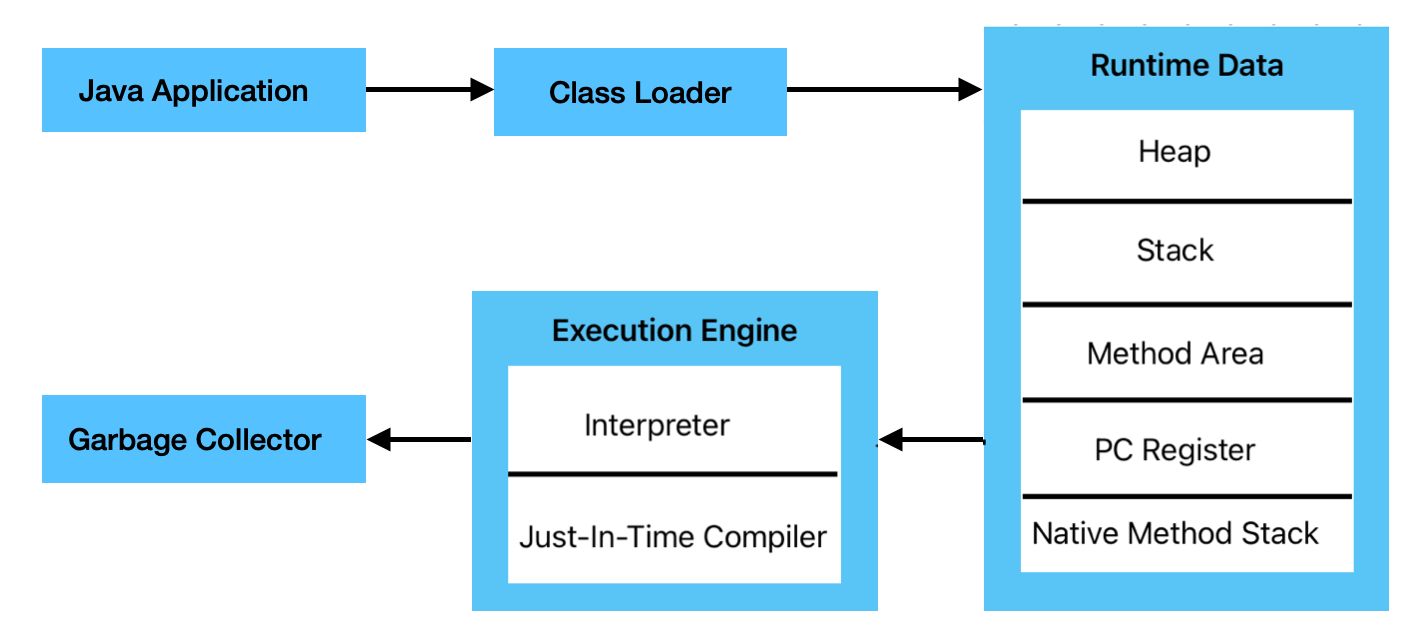 Java Application
Class Loader
Runtime Data
Heap
Stack
Method Area
PC Register
Native Method Stack
Execution Engine
Interpreter
Just-In-Time Compiler
Garbage Collector